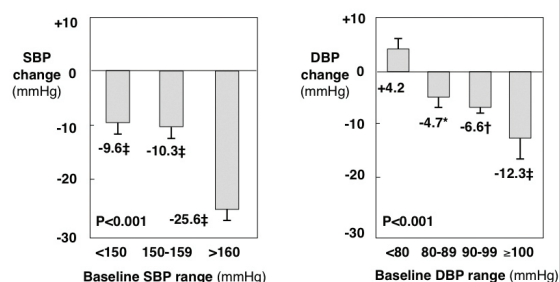 +10
SBP
change
(mmHg)
0
-10
-20
-30
-9.6‡
-10.3‡
-25.6‡
P<0.001
<150 150-159 >160
Baseline SBP range (mmHg)
+10
DBP
change
(mmHg)
0
-10
-20
-30
+4.2
-4.7*
-6.6†
-12.3‡
P<0.001
<80 80-89 90-99 ≥100
Baseline DBP range (mmHg)